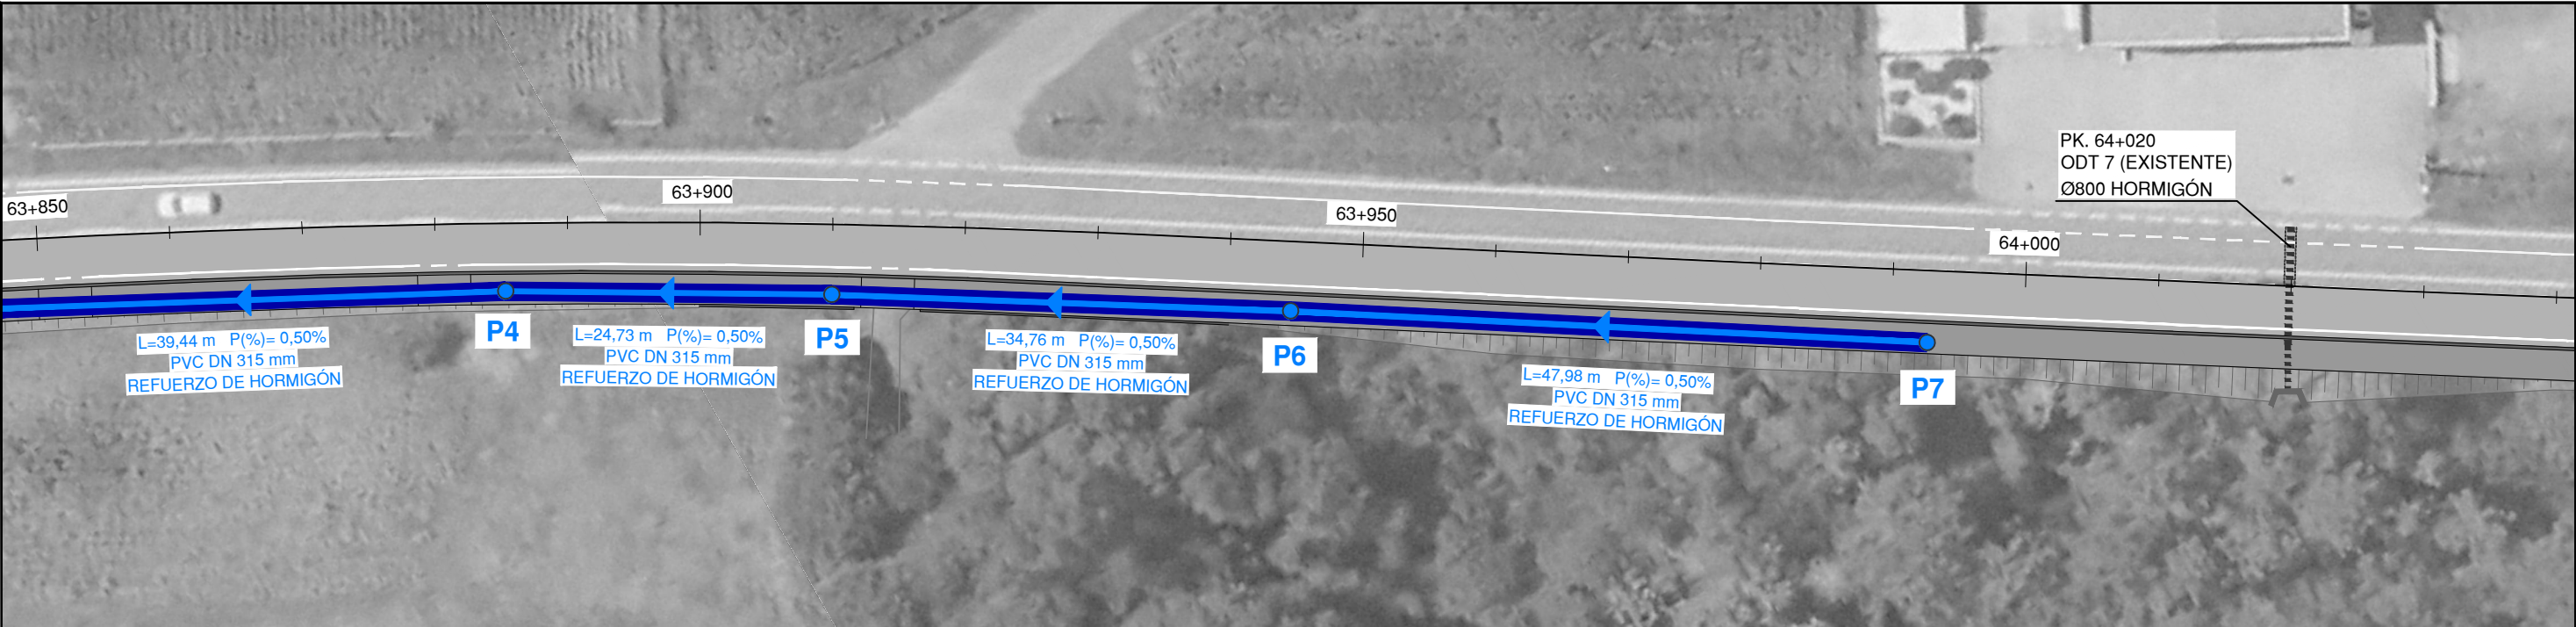 PK. 64+020
ODT 7 (EXISTENTE)
Ø800 HORMIGÓN
63+850
63+900
63+950
64+000
P4
P5
P6
P7
L=39,44 m P(%)= 0,50%
PVC DN 315 mm
REFUERZO DE HORMIGÓN
L=24,73 m P(%)= 0,50%
PVC DN 315 mm
REFUERZO DE HORMIGÓN
L=34,76 m P(%)= 0,50%
PVC DN 315 mm
REFUERZO DE HORMIGÓN
L=47,98 m P(%)= 0,50%
PVC DN 315 mm
REFUERZO DE HORMIGÓN